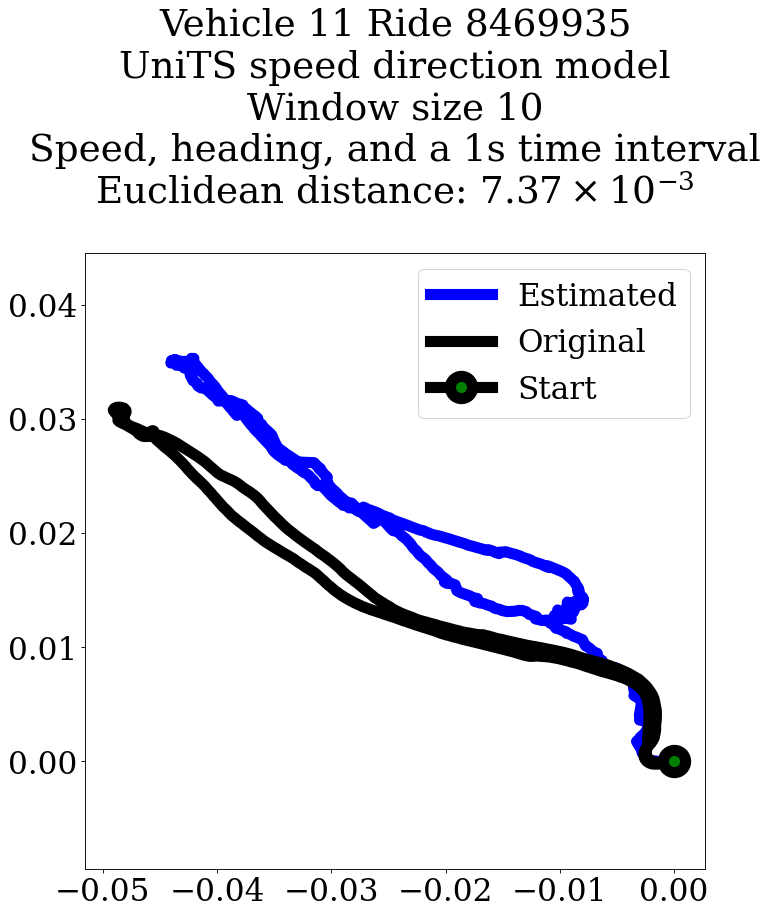 Vehicle 11 Ride 8469935
UniTS speed direction model
Window size 10
Speed, heading, and a 1s time interval
Euclidean distance: 7.37 × 10⁻³
Estimated
Original
Start
0.04
0.03
0.02
0.01
0.00
−0.05 −0.04 −0.03 −0.02 −0.01 0.00